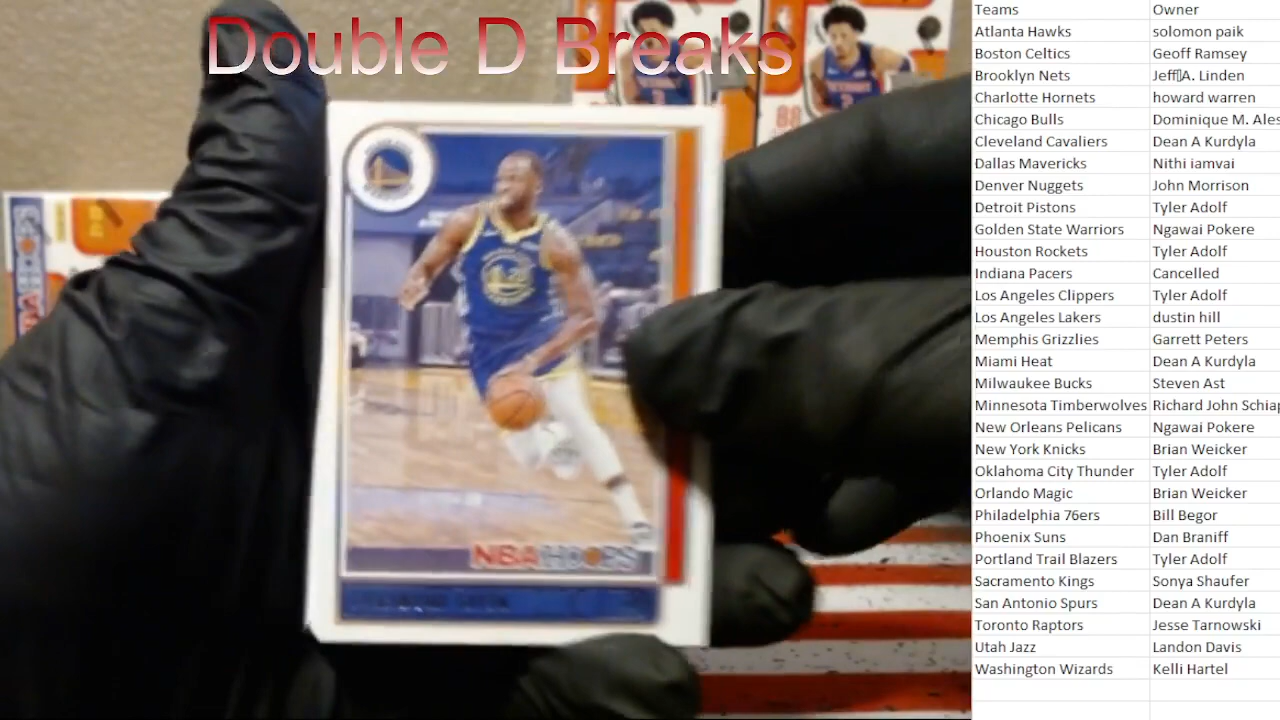 Double D Breaks
NBA HOOPS
Teams Owner
Atlanta Hawks solomon paik
Boston Celtics Geoff Ramsey
Brooklyn Nets Jeff▯A. Linden
Charlotte Hornets howard warren
Chicago Bulls Dominique M. Ales
Cleveland Cavaliers Dean A Kurdyla
Dallas Mavericks Nithi iamvai
Denver Nuggets John Morrison
Detroit Pistons Tyler Adolf
Golden State Warriors Ngawai Pokere
Houston Rockets Tyler Adolf
Indiana Pacers Cancelled
Los Angeles Clippers Tyler Adolf
Los Angeles Lakers dustin hill
Memphis Grizzlies Garrett Peters
Miami Heat Dean A Kurdyla
Milwaukee Bucks Steven Ast
Minnesota Timberwolves Richard John Schiap
New Orleans Pelicans Ngawai Pokere
New York Knicks Brian Weicker
Oklahoma City Thunder Tyler Adolf
Orlando Magic Brian Weicker
Philadelphia 76ers Bill Begor
Phoenix Suns Dan Braniff
Portland Trail Blazers Tyler Adolf
Sacramento Kings Sonya Shaufer
San Antonio Spurs Dean A Kurdyla
Toronto Raptors Jesse Tarnowski
Utah Jazz Landon Davis
Washington Wizards Kelli Hartel